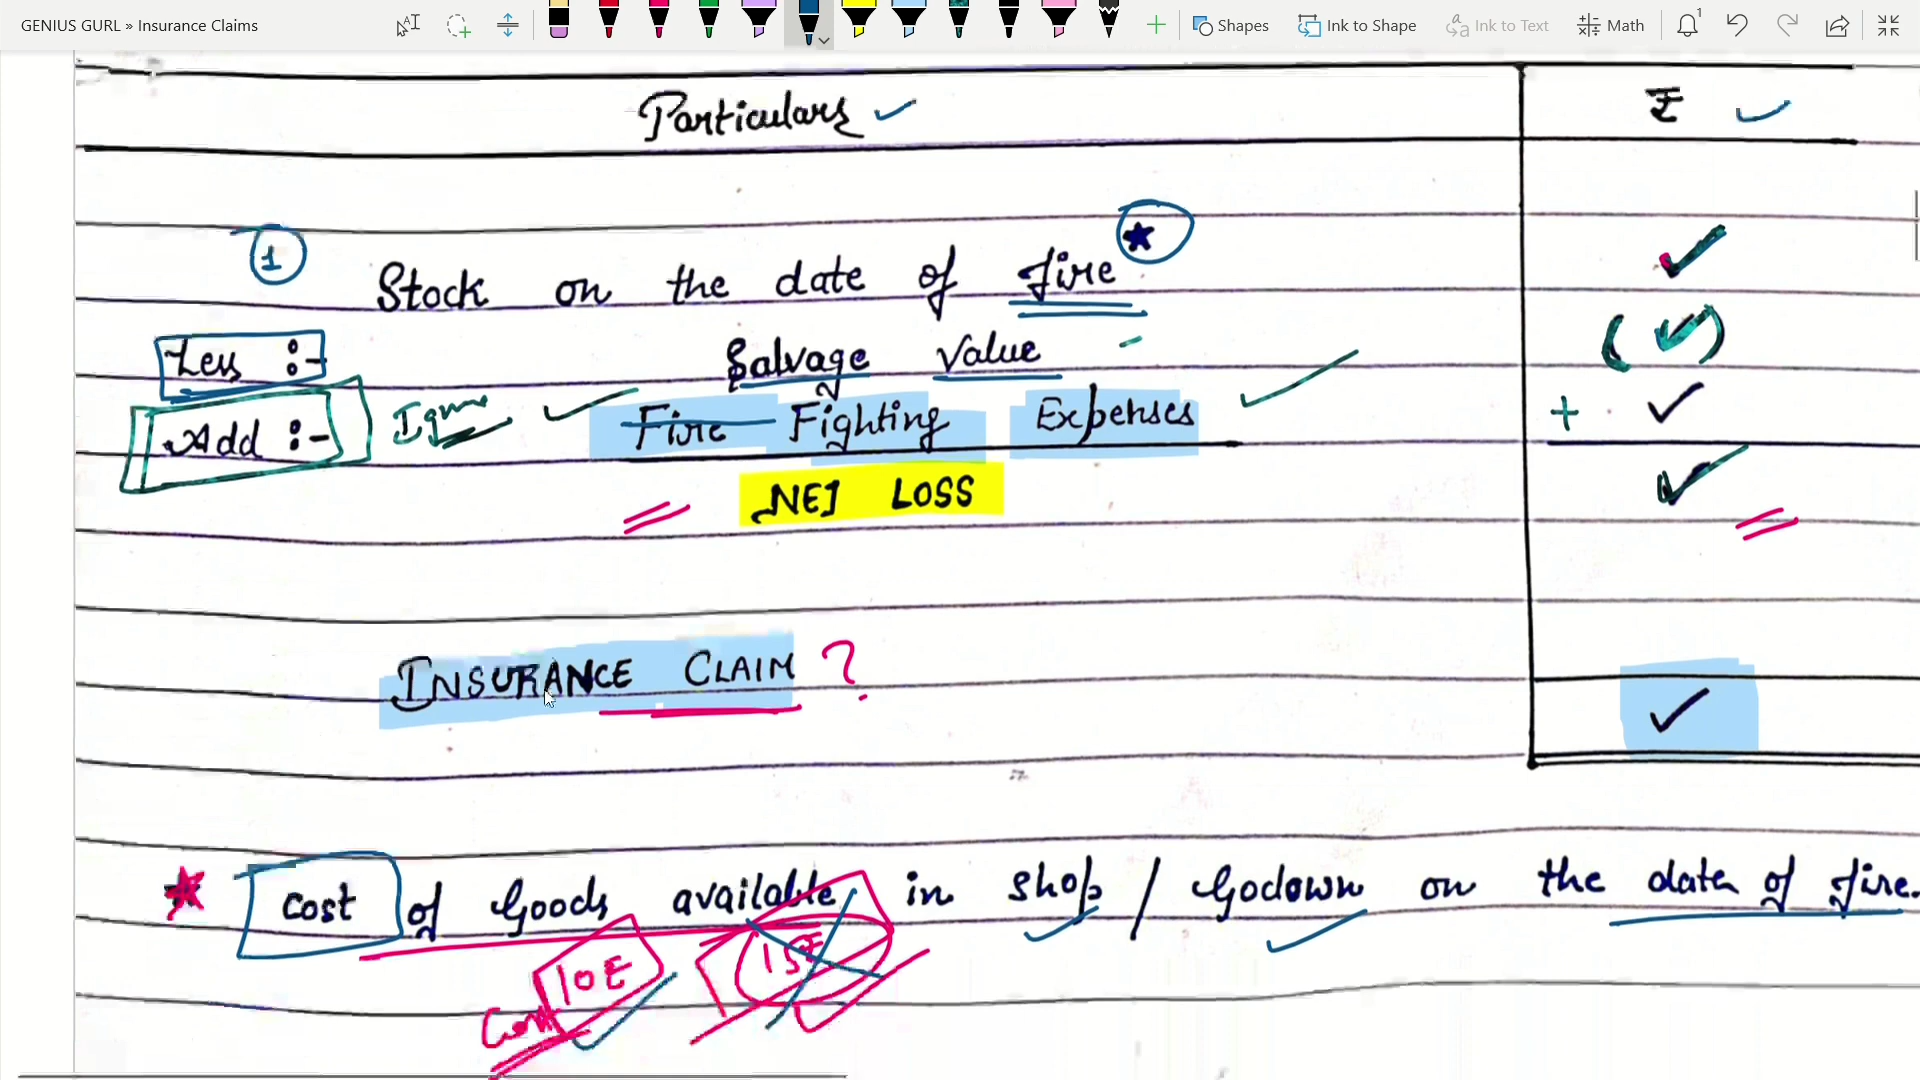 GENIUS GURL » Insurance Claims
Shapes Ink to Shape Ink to Text Math
Particulars ₹
1 Stock on the date of fire ★
Less :- Salvage Value
Add :- Fire Fighting Expenses +
NET LOSS
INSURANCE CLAIM ?
★ Cost of Goods available in shop / Godown on the date of fire.
10₹ 15₹